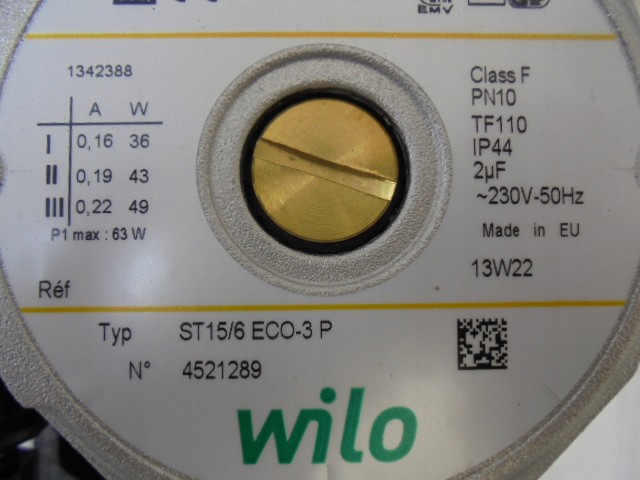 EMV
1342388
A W
I 0,16 36
II 0,19 43
III 0,22 49
P1 max : 63 W
Class F
PN10
TF110
IP44
2µF
~230V-50Hz
Made in EU
13W22
Réf
Typ ST15/6 ECO-3 P
N° 4521289
wilo